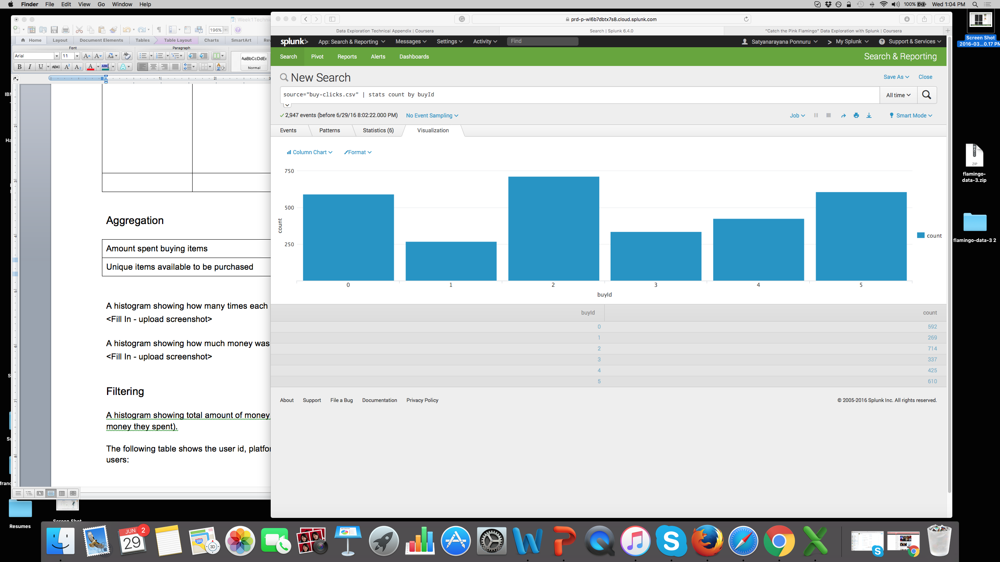 Finder File Edit View Go Window Help
100% Wed 1:04 PM
Week1Technic
196%
Home Layout Document Elements Tables Table Layout Charts SmartArt Rev
Font Paragraph
Arial 11
AaBbCcDdEe
Normal
Aggregation
Amount spent buying items
Unique items available to be purchased
A histogram showing how many times each
<Fill In - upload screenshot>
A histogram showing how much money was
<Fill In - upload screenshot>
Filtering
A histogram showing total amount of money
money they spent).
The following table shows the user id, platfor
users:
prd-p-wl6b7dbtx7s8.cloud.splunk.com
Data Exploration Technical Appendix | Coursera
Search | Splunk 6.4.0
“Catch the Pink Flamingo” Data Exploration with Splunk | Coursera
splunk> App: Search & Reporting Messages Settings Activity Find
Satyanarayana Ponnuru > My Splunk Support & Services
Search Pivot Reports Alerts Dashboards
Search & Reporting
New Search
Save As Close
source="buy-clicks.csv" | stats count by buyId
All time
2,947 events (before 6/29/16 8:02:22.000 PM) No Event Sampling
Job Smart Mode
Events Patterns Statistics (6) Visualization
Column Chart Format
750
500
250
count
0 1 2 3 4 5
buyId
count
buyId count
0 592
1 269
2 714
3 337
4 425
5 610
About Support File a Bug Documentation Privacy Policy
© 2005-2016 Splunk Inc. All rights reserved.
Screen Shot
2016-03...0.17 PM
ZIP
flamingo-
data-3.zip
flamingo-data-3 2
Resumes
Screen Shot
JUN 2
29
280
3D